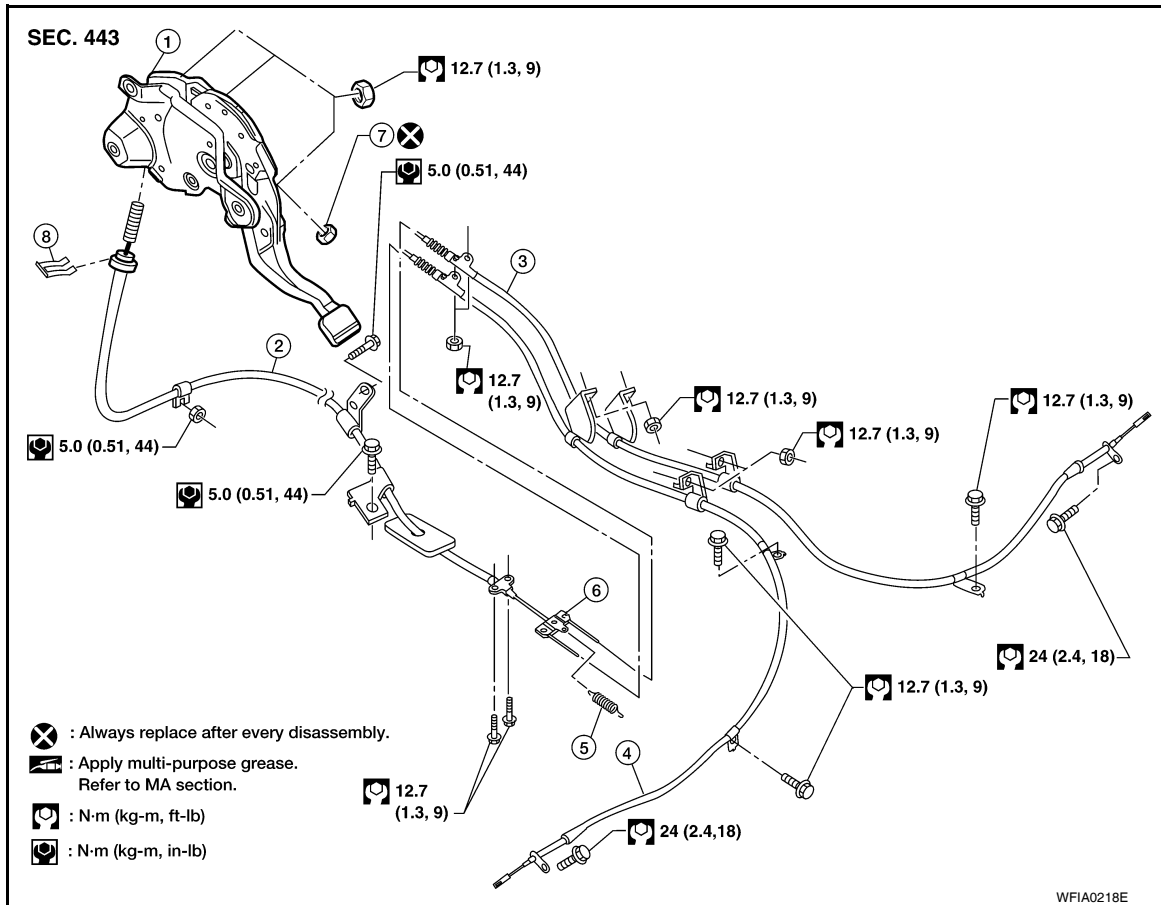 SEC. 443
1
12.7 (1.3, 9)
7
5.0 (0.51, 44)
8
3
2
12.7
(1.3, 9)
12.7 (1.3, 9)
12.7 (1.3, 9)
12.7 (1.3, 9)
5.0 (0.51, 44)
5.0 (0.51, 44)
6
24 (2.4, 18)
12.7 (1.3, 9)
5
4
: Always replace after every disassembly.
: Apply multi-purpose grease.
Refer to MA section.
: N·m (kg-m, ft-lb)
: N·m (kg-m, in-lb)
12.7
(1.3, 9)
24 (2.4,18)
WFIA0218E